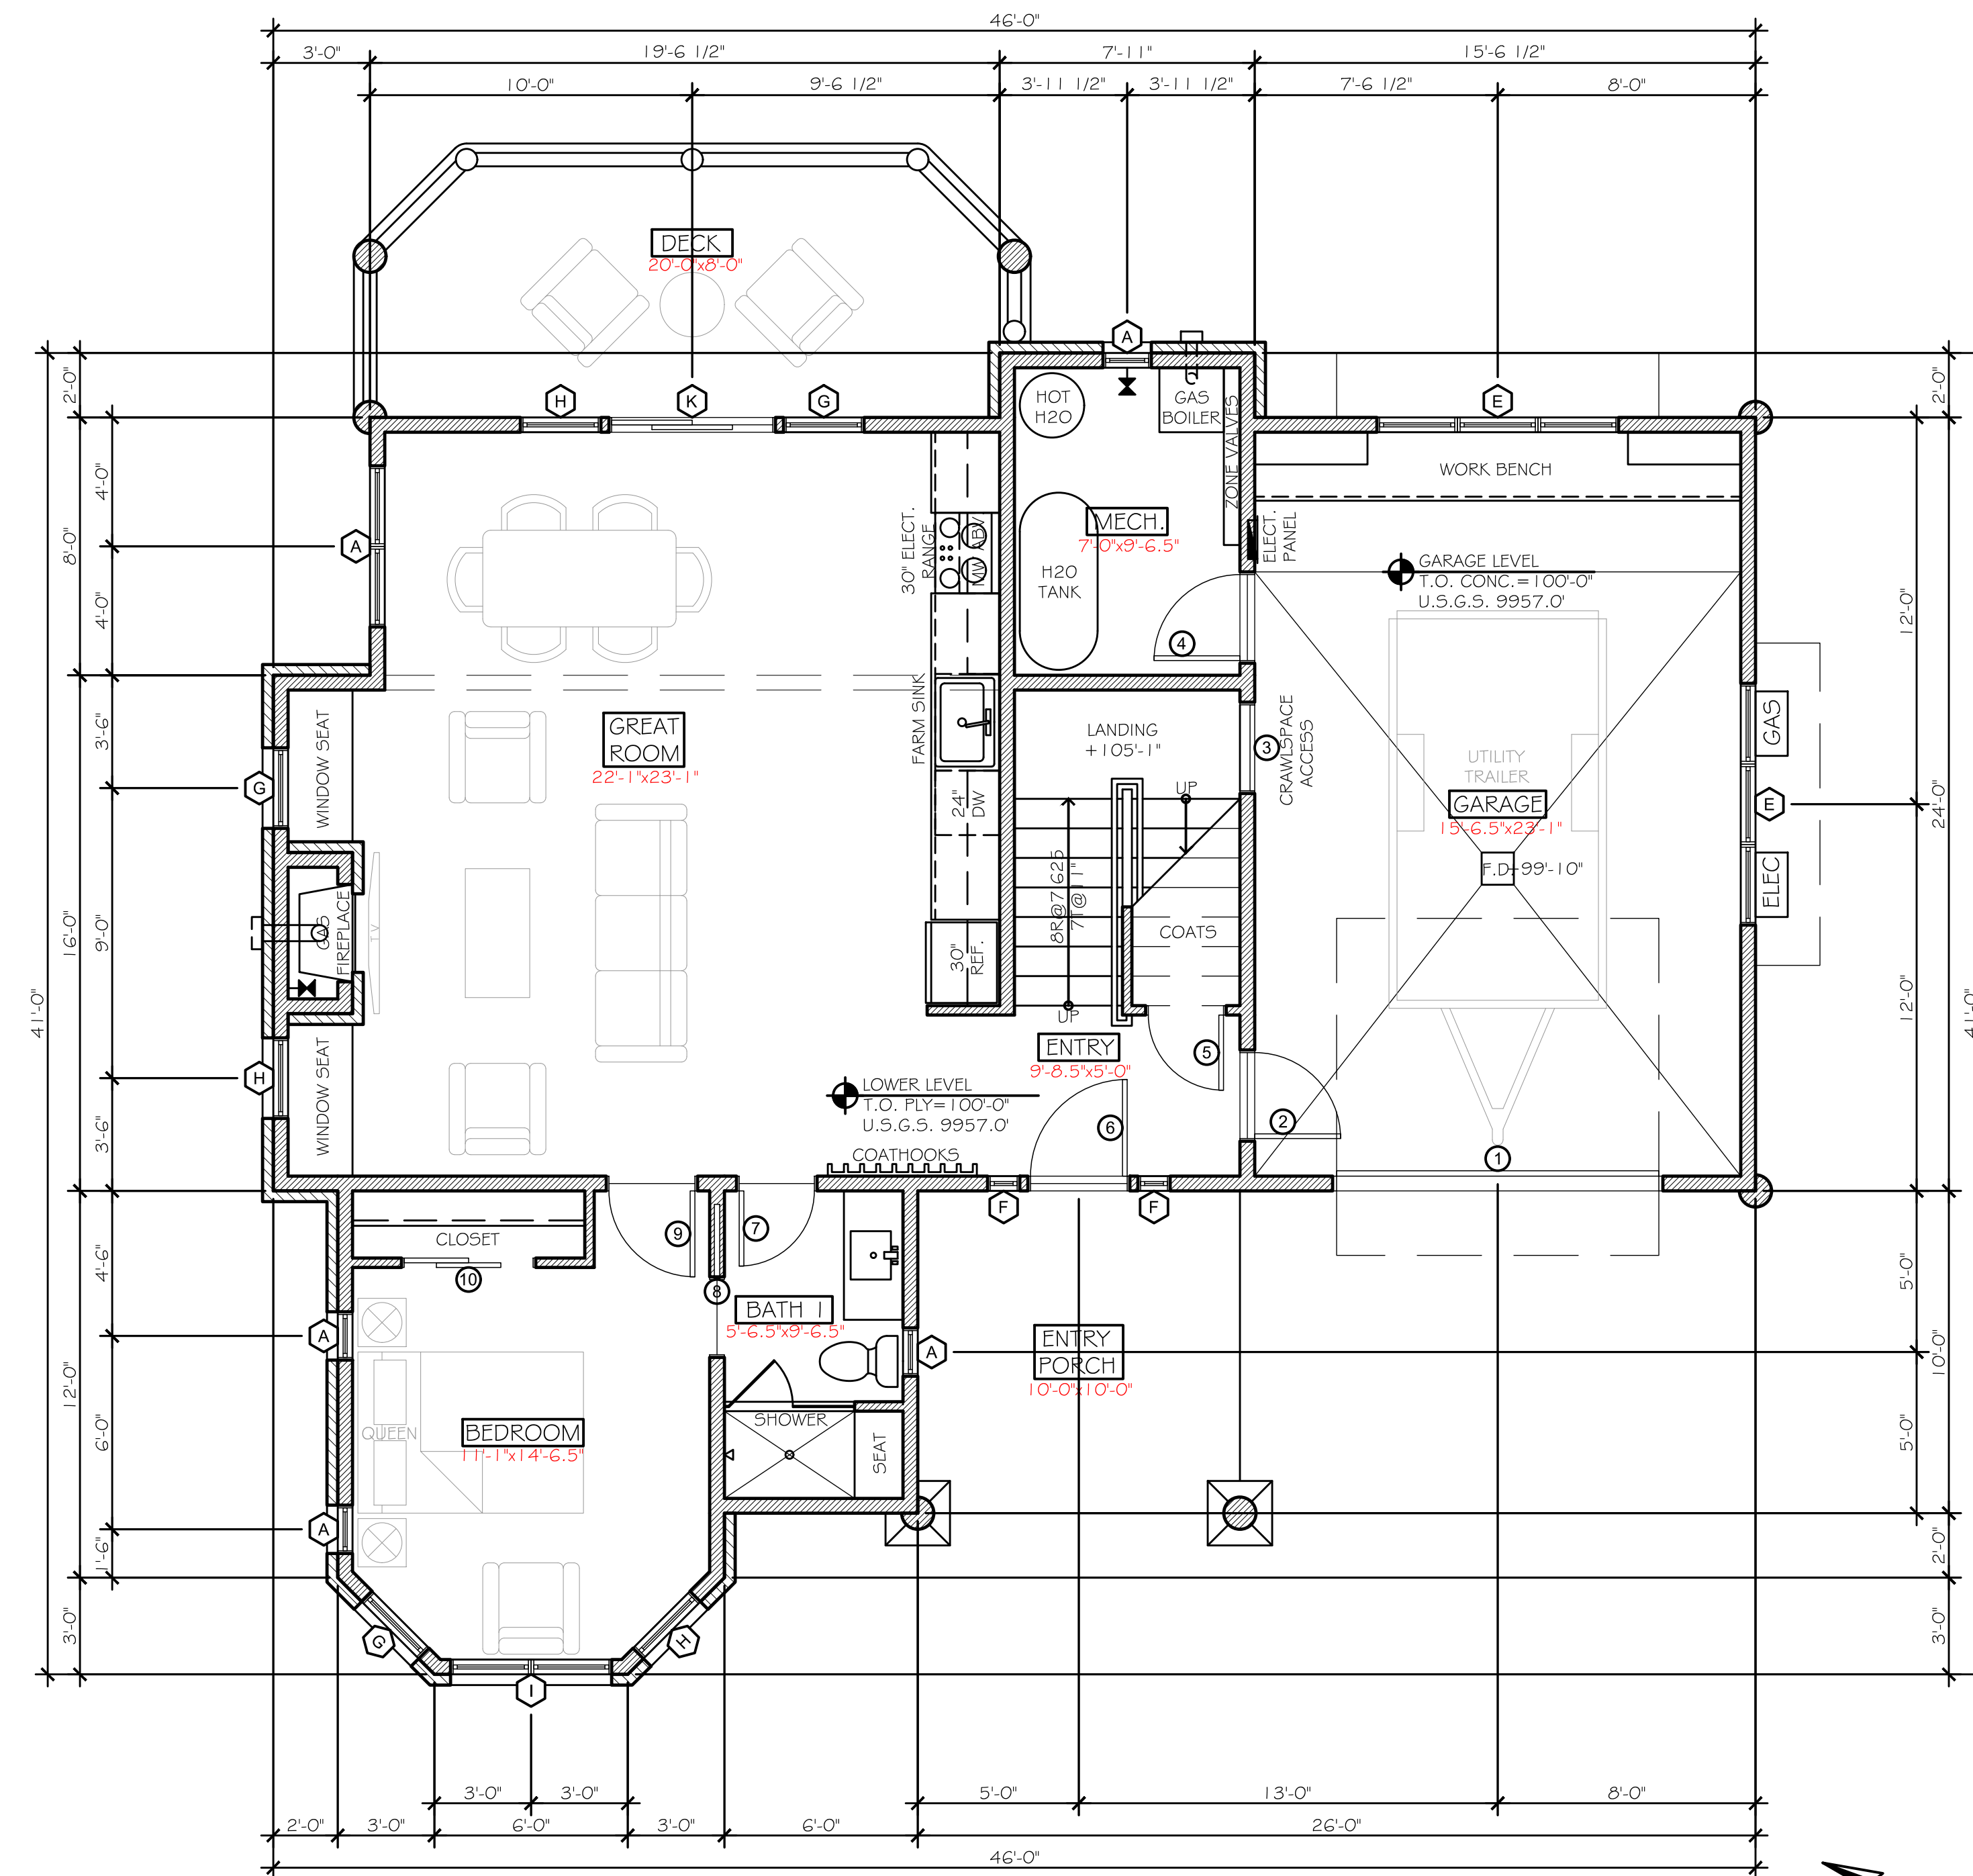 46'-0"
3'-0"
19'-6 1/2"
7'-11"
15'-6 1/2"
10'-0"
9'-6 1/2"
3'-11 1/2"
3'-11 1/2"
7'-6 1/2"
8'-0"
DECK
20'-0"x8'-0"
A
H
K
G
E
HOT
H2O
GAS
BOILER
ZONE VALVES
WORK BENCH
2'-0"
2'-0"
4'-0"
8'-0"
4'-0"
A
30" ELECT.
RANGE
MW ABV
MECH.
7'-0"x9'-6.5"
ELECT.
PANEL
H2O
TANK
4
GARAGE LEVEL
T.O. CONC.=100'-0"
U.S.G.S. 9957.0'
12'-0"
24'-0"
3'-6"
G
WINDOW SEAT
GREAT
ROOM
22'-1"x23'-1"
FARM SINK
LANDING
+105'-1"
3
CRAWLSPACE
ACCESS
UP
UTILITY
TRAILER
GARAGE
15'-6.5"x23'-1"
GAS
E
24"
DW
8R@7.625
7T@11"
F.D.=99'-10"
ELEC
16'-0"
9'-0"
GAS
FIREPLACE
TV
COATS
30"
REF.
UP
41'-0"
41'-0"
12'-0"
ENTRY
9'-8.5"x5'-0"
5
H
WINDOW SEAT
LOWER LEVEL
T.O. PLY=100'-0"
U.S.G.S. 9957.0'
6
2
3'-6"
COATHOOKS
1
F
F
9
7
CLOSET
10
8
4'-6"
5'-0"
BATH 1
5'-6.5"x9'-6.5"
A
A
ENTRY
PORCH
10'-0"x10'-0"
12'-0"
10'-0"
6'-0"
5'-0"
QUEEN
BEDROOM
11'-1"x14'-6.5"
SHOWER
SEAT
A
1'-6"
2'-0"
3'-0"
3'-0"
G
H
I
3'-0"
3'-0"
5'-0"
13'-0"
8'-0"
2'-0"
3'-0"
6'-0"
3'-0"
6'-0"
26'-0"
46'-0"